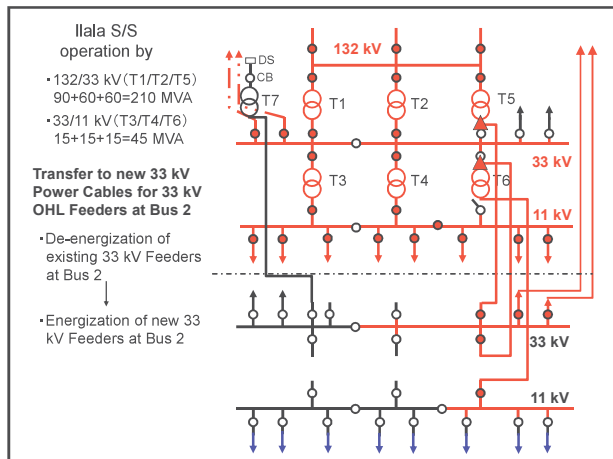 Ilala S/S
operation by
・132/33 kV(T1/T2/T5)
90+60+60=210 MVA
・33/11 kV(T3/T4/T6)
15+15+15=45 MVA
Transfer to new 33 kV
Power Cables for 33 kV
OHL Feeders at Bus 2
・De-energization of
existing 33 kV Feeders
at Bus 2
・Energization of new 33
kV Feeders at Bus 2
DS
CB
T7
132 kV
T1
T2
T5
33 kV
T3
T4
T6
11 kV
33 kV
11 kV